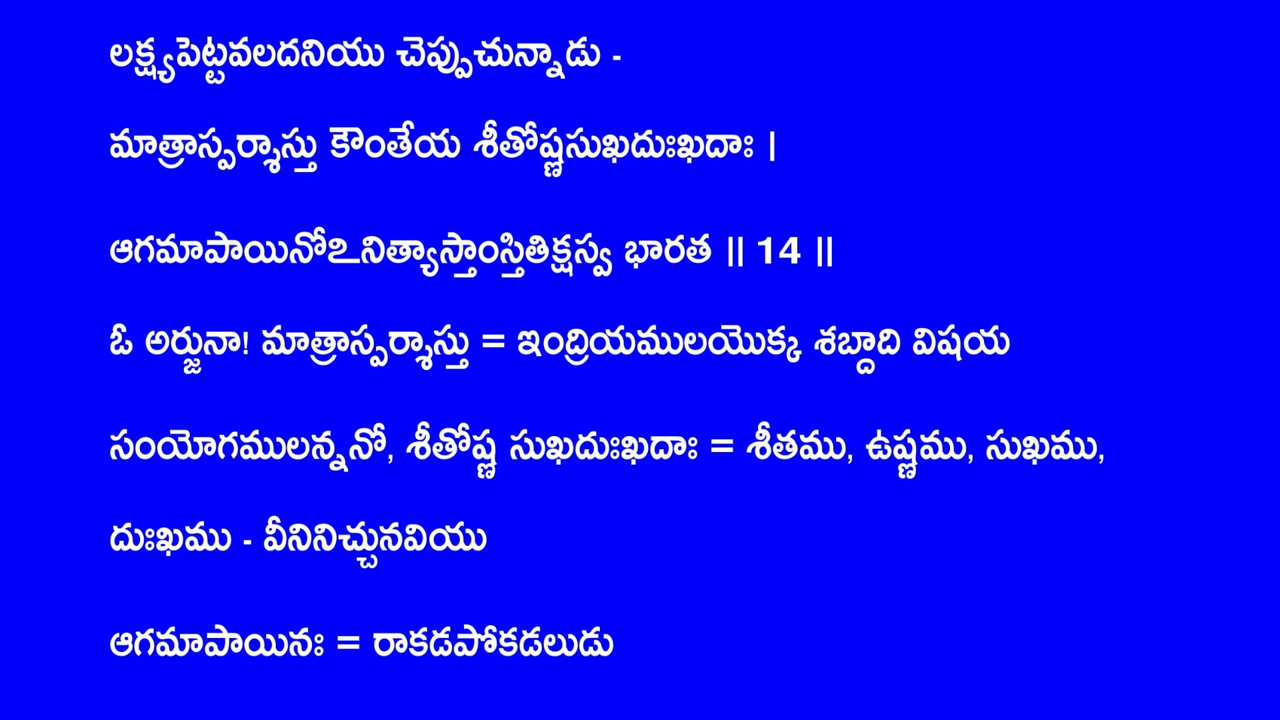 లక్ష్యపెట్టవలదనియు చెప్పుచున్నాడు -
మాత్రాస్పర్శాస్తు కౌంతేయ శీతోష్ణసుఖదుఃఖదాః |
ఆగమాపాయినోఽనిత్యాస్తాంస్తితిక్షస్వ భారత || 14 ||
ఓ అర్జునా! మాత్రాస్పర్శాస్తు = ఇంద్రియములయొక్క శబ్దాది విషయ
సంయోగములన్ననో, శీతోష్ణ సుఖదుఃఖదాః = శీతము, ఉష్ణము, సుఖము,
దుఃఖము - వీనినిచ్చునవియు
ఆగమాపాయినః = రాకడపోకడలుడు